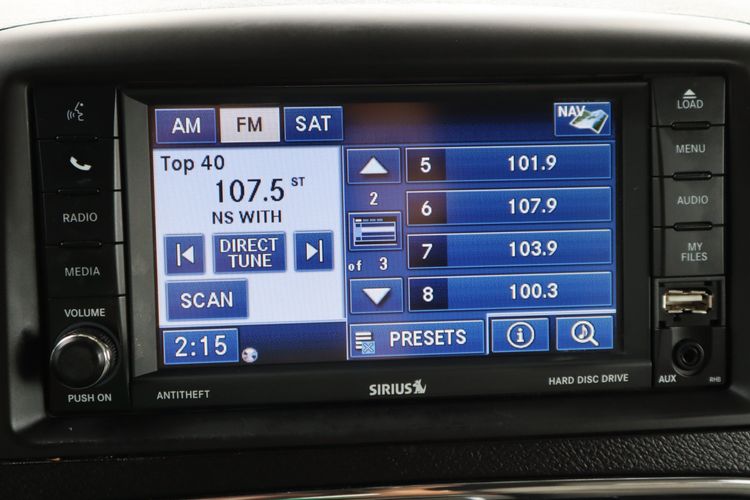 AM FM SAT NAV
LOAD
MENU
AUDIO
MY
FILES
AUX RHB
RADIO
MEDIA
VOLUME
PUSH ON
Top 40
107.5 ST
NS WITH
DIRECT
TUNE
SCAN
2:15
2
of 3
5 101.9
6 107.9
7 103.9
8 100.3
PRESETS
ANTITHEFT
SIRIUS
HARD DISC DRIVE